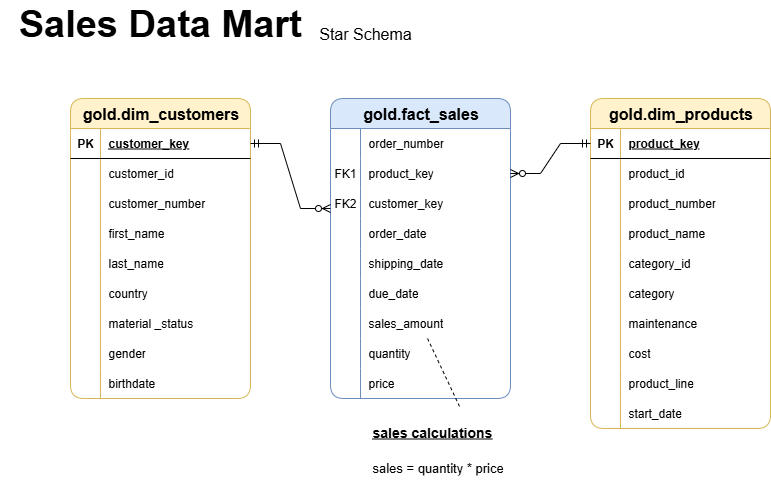 Sales Data Mart Star Schema
gold.dim_customers
PK customer_key
customer_id
customer_number
first_name
last_name
country
material _status
gender
birthdate
gold.fact_sales
order_number
FK1 product_key
FK2 customer_key
order_date
shipping_date
due_date
sales_amount
quantity
price
sales calculations
sales = quantity * price
gold.dim_products
PK product_key
product_id
product_number
product_name
category_id
category
maintenance
cost
product_line
start_date